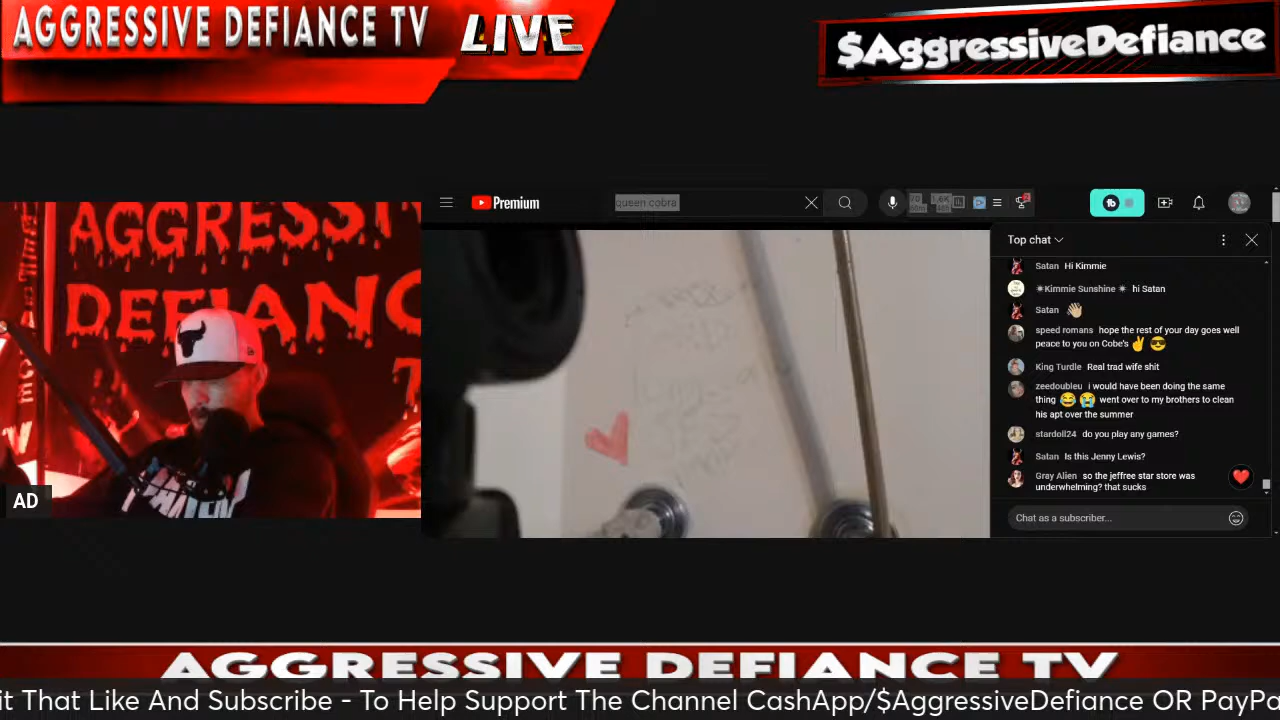 AGGRESSIVE DEFIANCE TV
LIVE
$AggressiveDefiance
Premium
queen cobra
AGGRESSIV
DEFIANC
T
AD
Top chat
Satan Hi Kimmie
✴Kimmie Sunshine ✴ hi Satan
Satan 👋🏼
speed romans hope the rest of your day goes well
peace to you on Cobe's ✌️ 😎
King Turdle Real trad wife shit
zeedoubleu i would have been doing the same
thing 😂 😭 went over to my brothers to clean
his apt over the summer
stardoll24 do you play any games?
Satan Is this Jenny Lewis?
Gray Alien so the jeffree star store was
underwhelming? that sucks
Chat as a subscriber...
AGGRESSIVE DEFIANCE TV
it That Like And Subscribe - To Help Support The Channel CashApp/$AggressiveDefiance OR PayPa